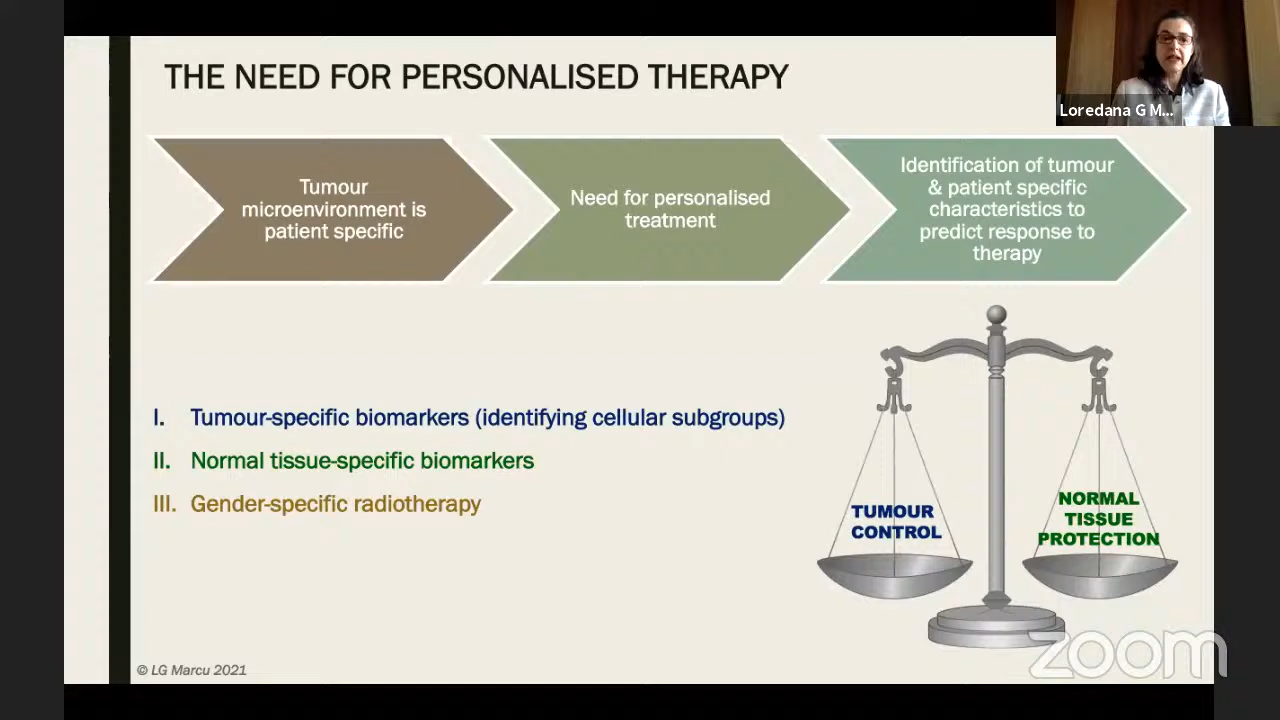 THE NEED FOR PERSONALISED THERAPY
Loredana G M...
Tumour
microenvironment is
patient specific
Need for personalised
treatment
Identification of tumour
& patient specific
characteristics to
predict response to
therapy
I. Tumour-specific biomarkers (identifying cellular subgroups)
II. Normal tissue-specific biomarkers
III. Gender-specific radiotherapy
TUMOUR
CONTROL
NORMAL
TISSUE
PROTECTION
© LG Marcu 2021
zoom